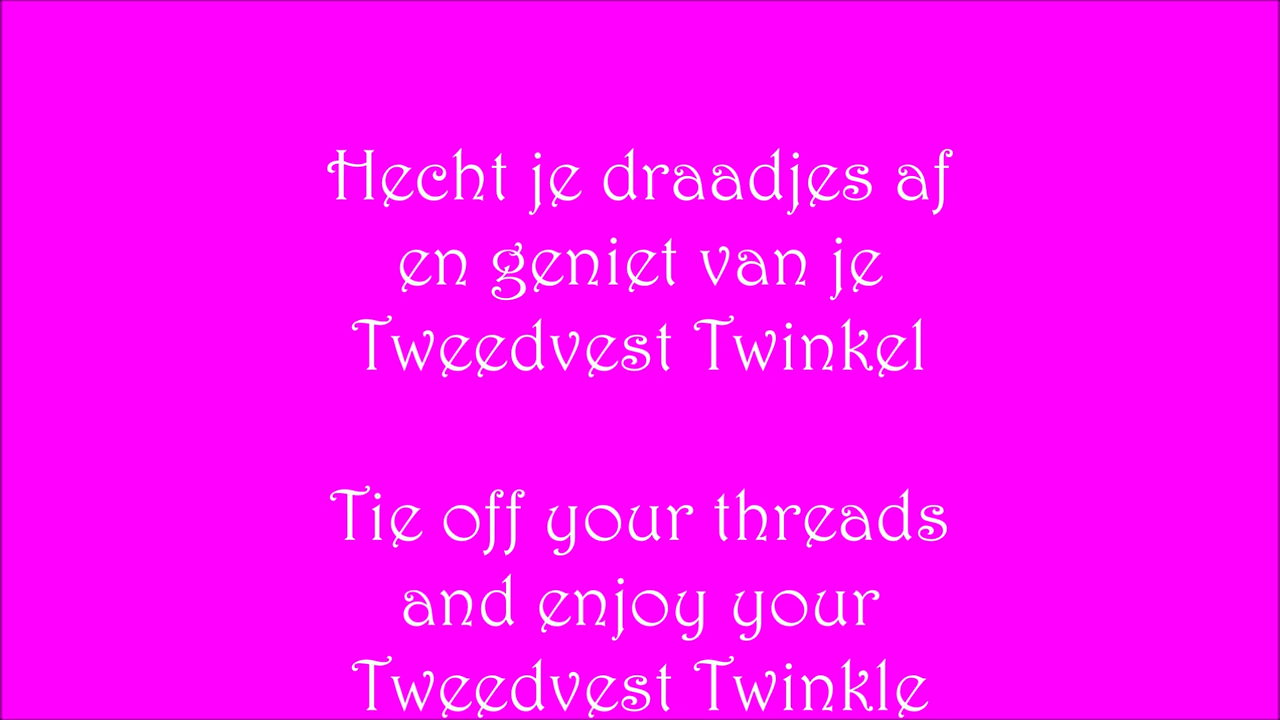 Hecht je draadjes af
en geniet van je
Tweedvest Twinkel
Tie off your threads
and enjoy your
Tweedvest Twinkle